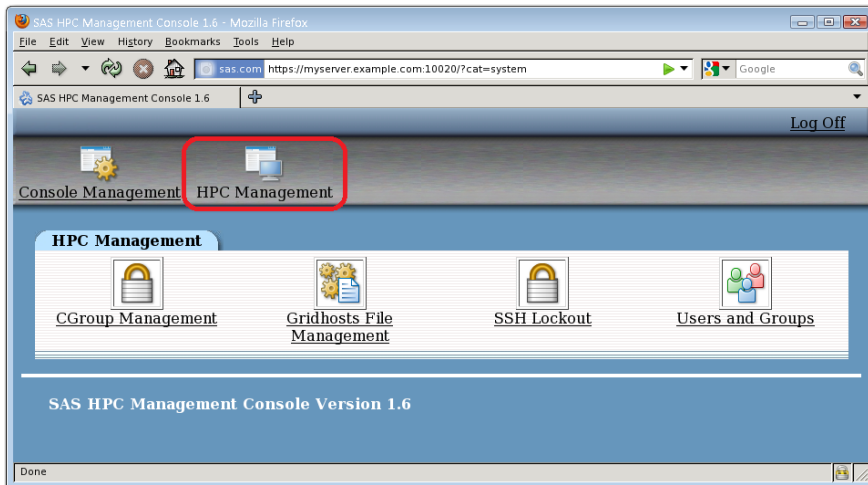 SAS HPC Management Console 1.6 - Mozilla Firefox
File Edit View History Bookmarks Tools Help
sas.com https://myserver.example.com:10020/?cat=system
Google
SAS HPC Management Console 1.6
Log Off
Console Management HPC Management
HPC Management
CGroup Management Gridhosts File SSH Lockout Users and Groups
Management
SAS HPC Management Console Version 1.6
Done